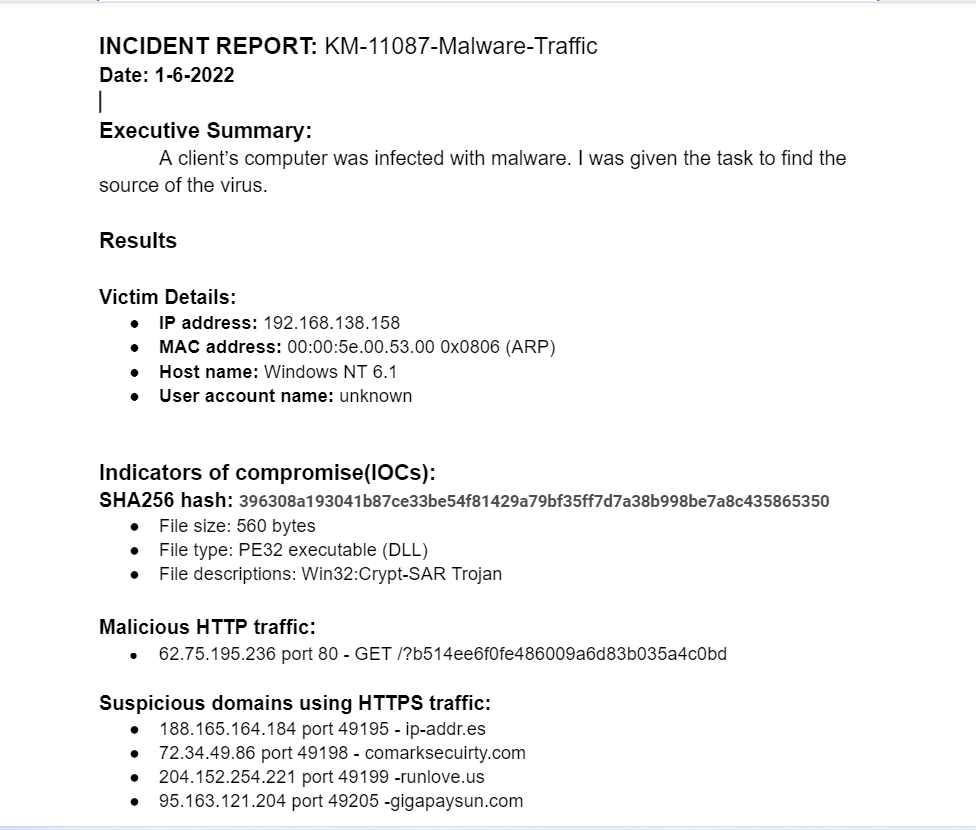 INCIDENT REPORT: KM-11087-Malware-Traffic
Date: 1-6-2022
Executive Summary:
A client's computer was infected with malware. I was given the task to find the
source of the virus.
Results
Victim Details:
● IP address: 192.168.138.158
● MAC address: 00:00:5e.00.53.00 0x0806 (ARP)
● Host name: Windows NT 6.1
● User account name: unknown
Indicators of compromise(IOCs):
SHA256 hash: 396308a193041b87ce33be54f81429a79bf35ff7d7a38b998be7a8c435865350
● File size: 560 bytes
● File type: PE32 executable (DLL)
● File descriptions: Win32:Crypt-SAR Trojan
Malicious HTTP traffic:
● 62.75.195.236 port 80 - GET /?b514ee6f0fe486009a6d83b035a4c0bd
Suspicious domains using HTTPS traffic:
● 188.165.164.184 port 49195 - ip-addr.es
● 72.34.49.86 port 49198 - comarksecuirty.com
● 204.152.254.221 port 49199 -runlove.us
● 95.163.121.204 port 49205 -gigapaysun.com